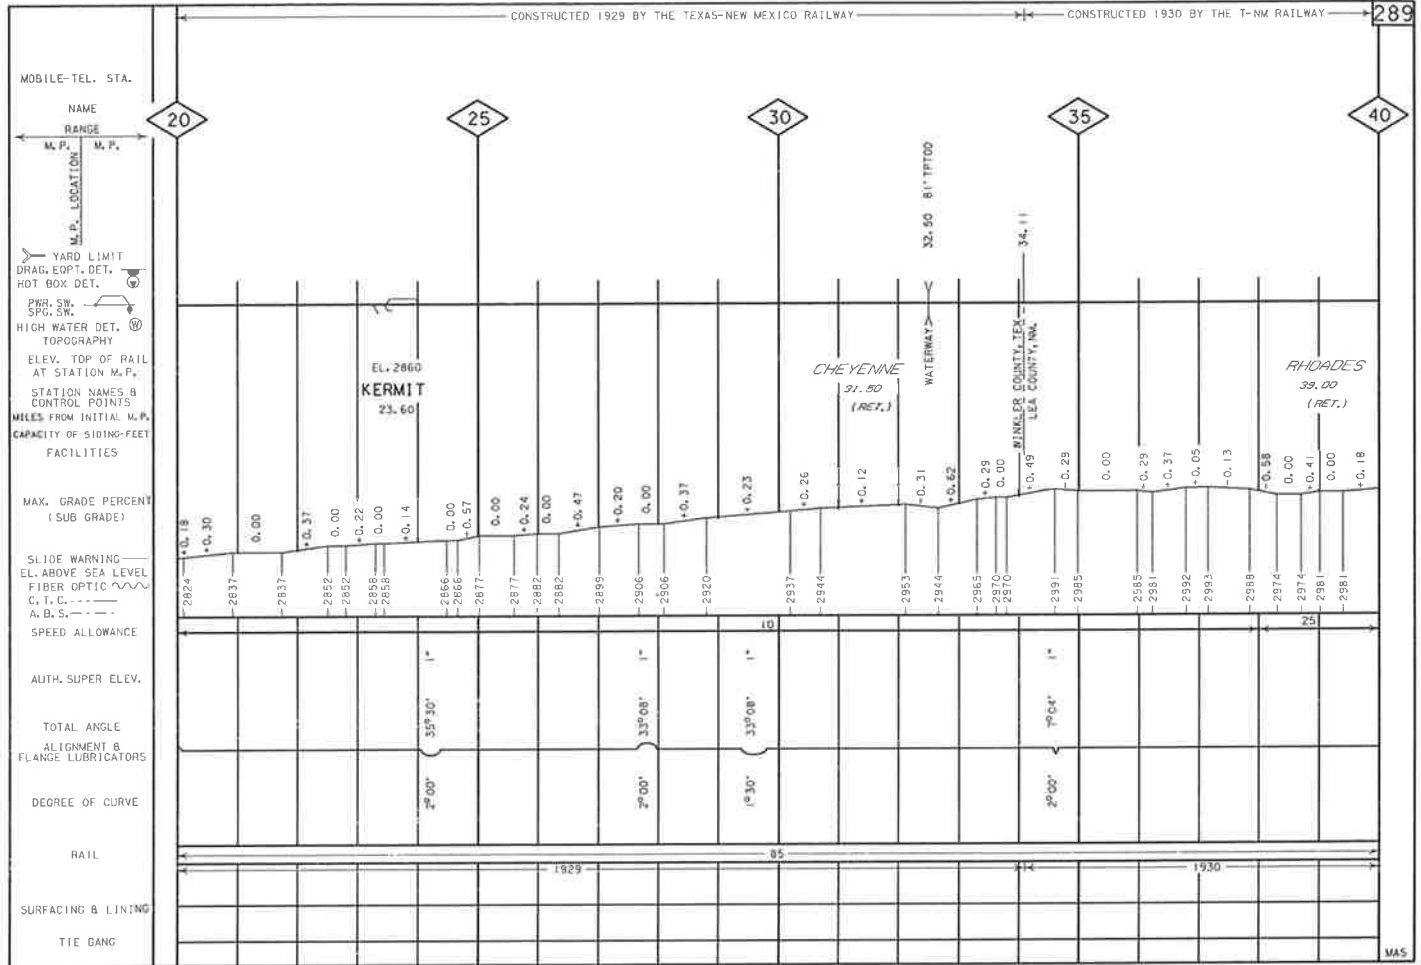 CONSTRUCTED 1929 BY THE TEXAS-NEW MEXICO RAILWAY
CONSTRUCTED 1930 BY THE T-NM RAILWAY
289
MOBILE-TEL. STA.
NAME
RANGE
M.P. M.P.
M.P. LOCATION
20
25
30
35
40
32.50 81' TPTOD
34.11
YARD LIMIT
DRAG. EQPT. DET.
HOT BOX DET.
PWR. SW.
SPG. SW.
HIGH WATER DET. W
TOPOGRAPHY
ELEV. TOP OF RAIL
AT STATION M.P.
STATION NAMES &
CONTROL POINTS
MILES FROM INITIAL M.P.
CAPACITY OF SIDING-FEET
FACILITIES
EL. 2860
KERMIT
23.60
CHEYENNE
31.50
(RET.)
WATERWAY
WINKLER COUNTY, TEX
LEA COUNTY, NM.
RHOADES
39.00
(RET.)
MAX. GRADE PERCENT
(SUB GRADE)
+0.18 +0.30 0.00 +0.37 0.00 +0.22 0.00 +0.14 0.00 +0.57 0.00 +0.24 0.00 +0.47 +0.20 0.00 +0.37 +0.23 +0.26 +0.12 -0.31 +0.62 +0.29 0.00 +0.49 -0.29 0.00 -0.29 +0.37 +0.05 -0.13 -0.58 0.00 +0.41 0.00 +0.18
SLIDE WARNING
EL. ABOVE SEA LEVEL
FIBER OPTIC
C.T.C.
A.B.S.
2824 2837 2837 2852 2852 2858 2858 2866 2666 2677 2877 2882 2882 2899 2906 2906 2920 2937 2944 2953 2944 2965 2970 2970 2991 2985 2585 2981 2992 2993 2988 2974 2974 2981 2981
SPEED ALLOWANCE
10
25
AUTH. SUPER ELEV.
1" 1" 1" 1"
TOTAL ANGLE
35°30' 33°08' 33°08' 7°04'
ALIGNMENT &
FLANGE LUBRICATORS
DEGREE OF CURVE
2°00' 2°00' 1°30' 2°00'
RAIL
85
1929
1930
SURFACING & LINING
TIE GANG
MAS